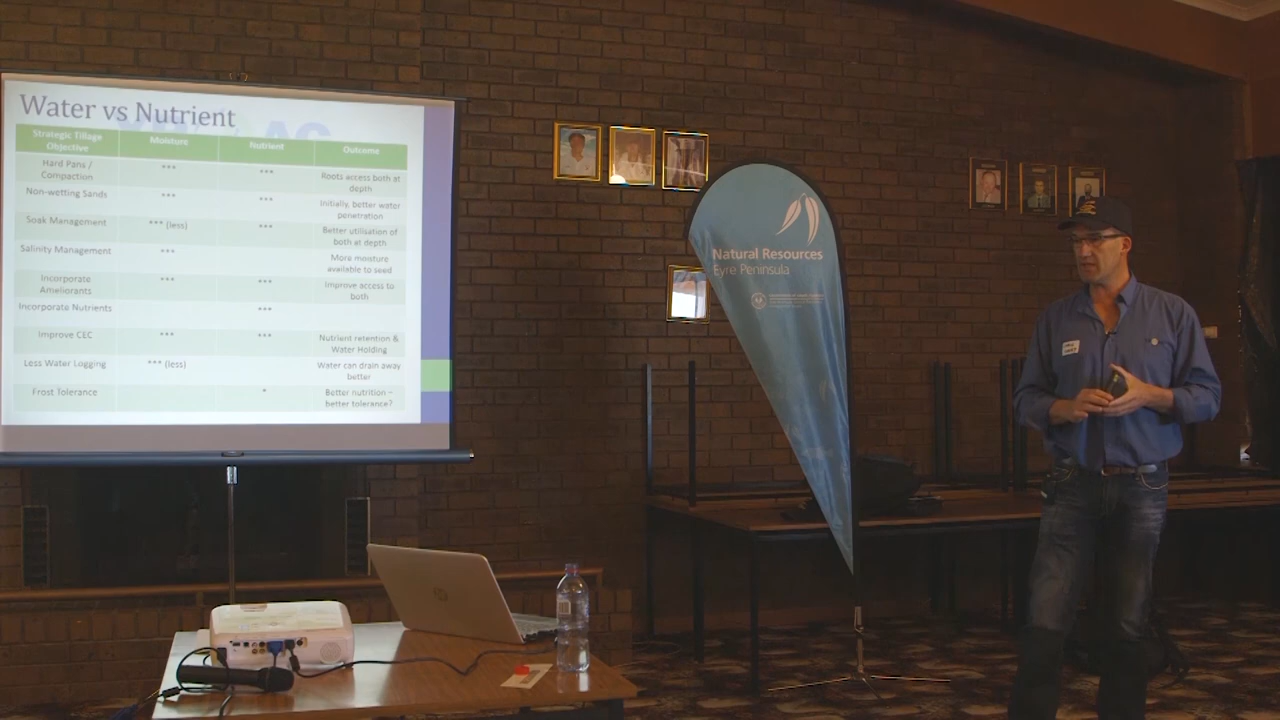 Water vs Nutrient
Strategic Tillage
Objective
Moisture
Nutrient
Outcome
Hard Pans /
Compaction
***
***
Roots access both at
depth
Non-wetting Sands
***
***
Initially, better water
penetration
Soak Management
*** (less)
***
Better utilisation of
both at depth
Salinity Management
***
More moisture
available to seed
Incorporate
Ameliorants
***
***
Improve access to
both
Incorporate Nutrients
***
Improve CEC
***
***
Nutrient retention &
Water Holding
Less Water Logging
*** (less)
Water can drain away
better
Frost Tolerance
*
Better nutrition –
better tolerance?
Natural Resources
Eyre Peninsula